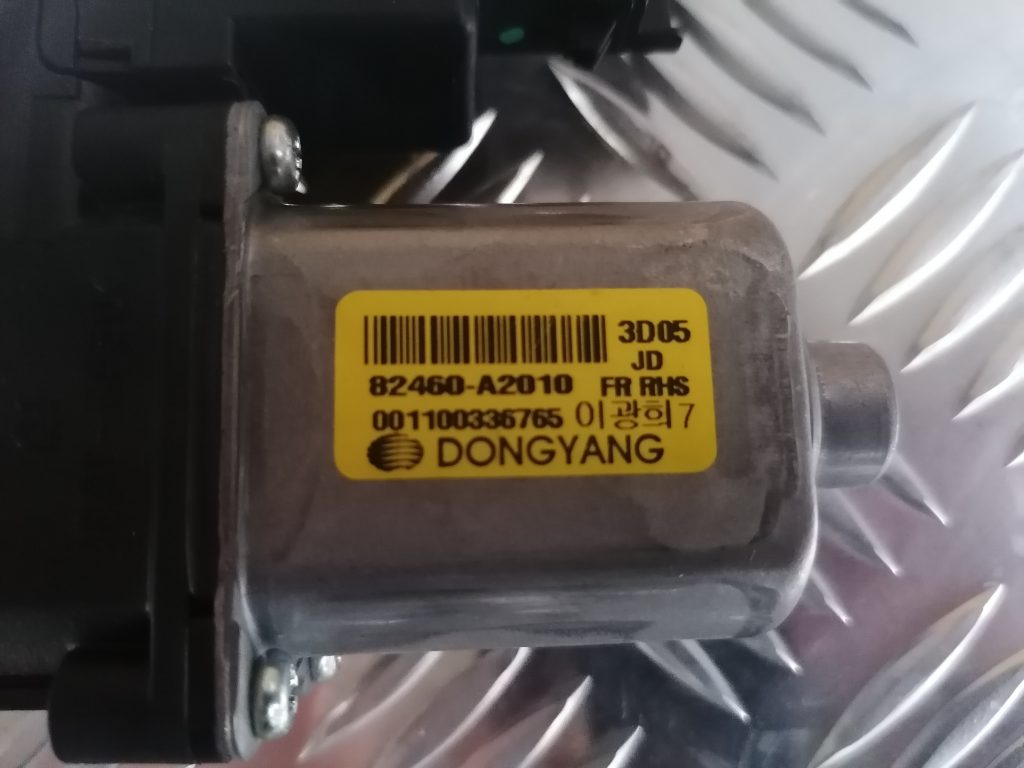 3D05
JD
82460-A2010 FR RHS
001100336765 이광희7
DONGYANG